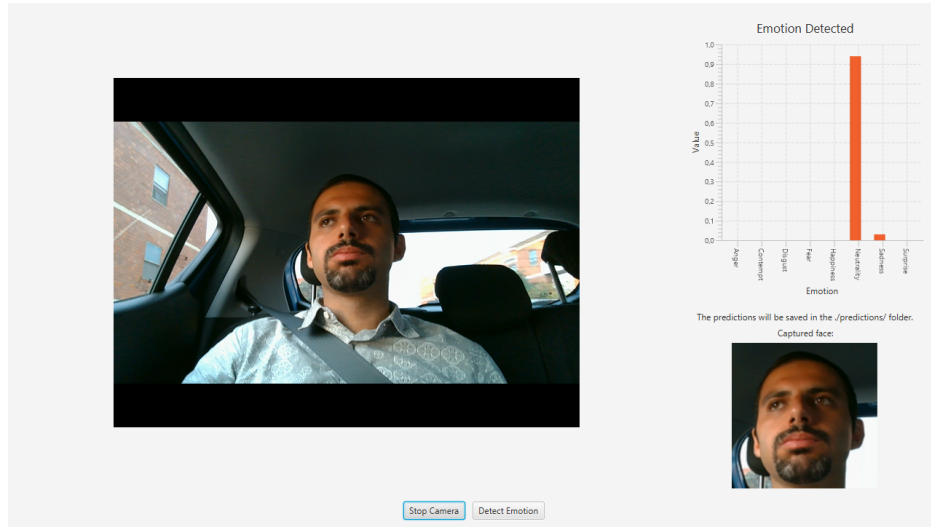 Emotion Detected
1,0
0,9
0,8
0,7
0,6
0,5
0,4
0,3
0,2
0,1
0,0
Value
Anger
Contempt
Disgust
Fear
Happiness
Neutrality
Sadness
Surprise
Emotion
The predictions will be saved in the ./predictions/ folder.
Captured face:
Stop Camera
Detect Emotion